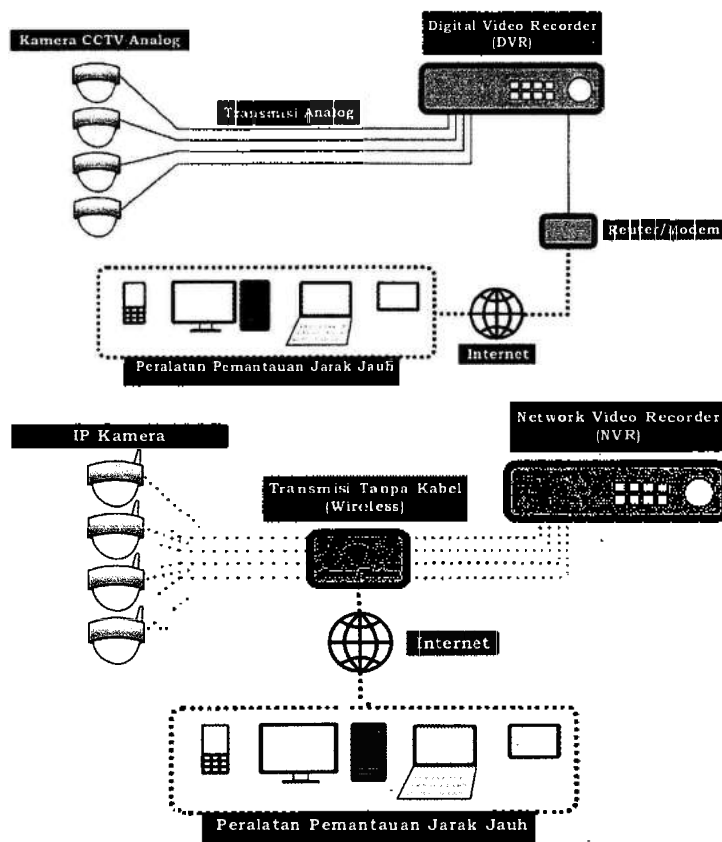 Digital Video Recorder
(DVR)
Kamera CCTV Analog
Transmisi Analog
Reuter/Modem
Internet
Peralatan Pemantauan Jarak Jauh
Network Video Recorder
(NVR)
IP Kamera
Transmisi Tanpa Kabel
(Wireless)
Internet
Peralatan Pemantauan Jarak Jauh